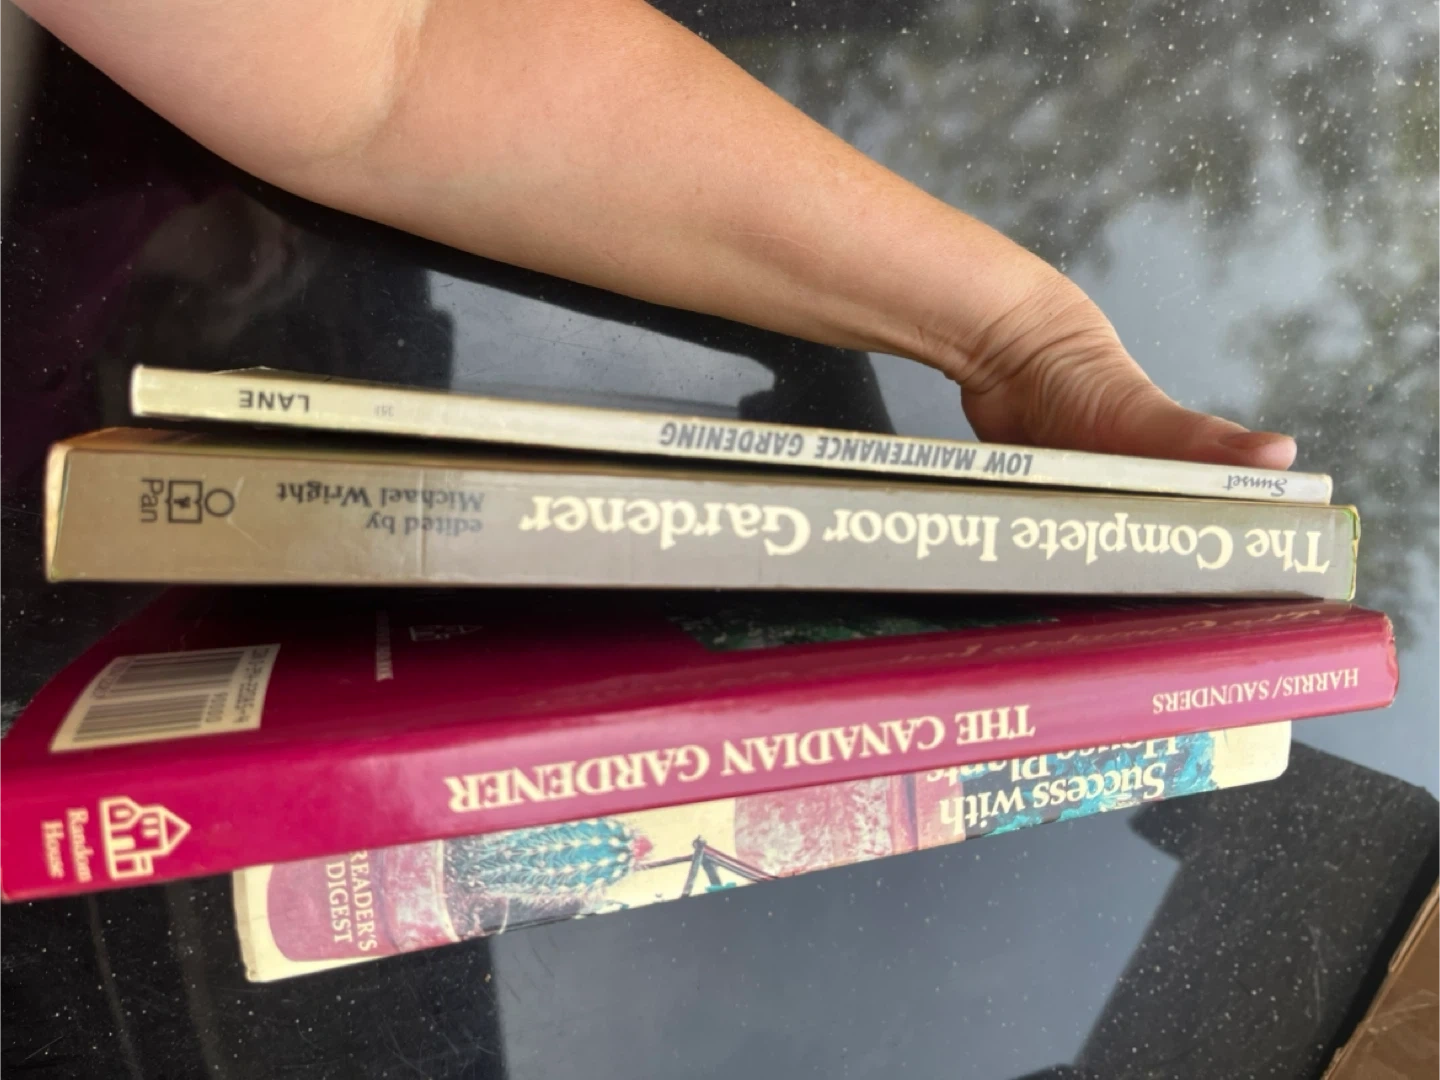 Sunset
LOW MAINTENANCE GARDENING
LANE
The Complete Indoor Gardener
edited by
Michael Wright
Pan
HARRIS/SAUNDERS
THE CANADIAN GARDENER
Random
House
90000
Success with
House Plants
READER'S
DIGEST